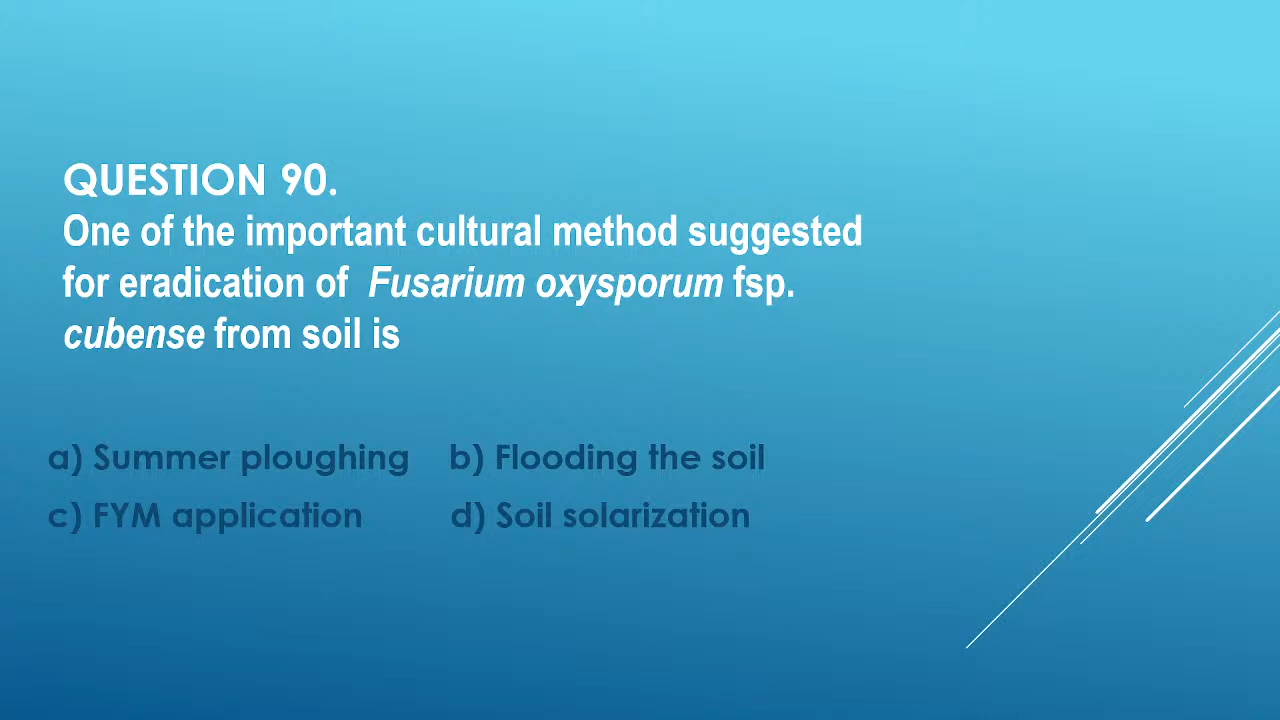 QUESTION 90.
One of the important cultural method suggested
for eradication of Fusarium oxysporum fsp.
cubense from soil is
a) Summer ploughing b) Flooding the soil
c) FYM application d) Soil solarization